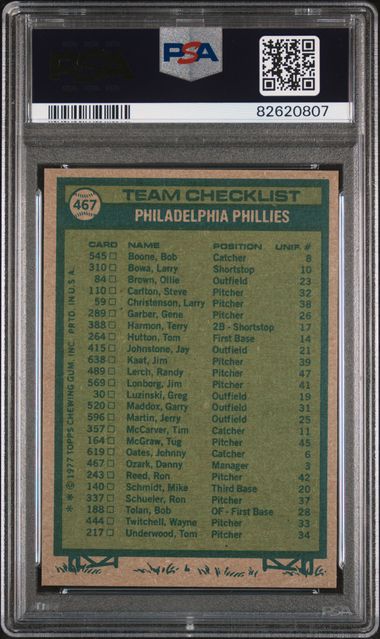 PSA
PSA
82620807
467
TEAM CHECKLIST
PHILADELPHIA PHILLIES
CARD NAME POSITION UNIF. #
545 □ Boone, Bob Catcher 8
310 □ Bowa, Larry Shortstop 10
84 □ Brown, Ollie Outfield 23
110 □ Carlton, Steve Pitcher 32
59 □ Christenson, Larry Pitcher 38
289 □ Garber, Gene Pitcher 26
388 □ Harmon, Terry 2B - Shortstop 17
264 □ Hutton, Tom First Base 14
415 □ Johnstone, Jay Outfield 21
638 □ Kaat, Jim Pitcher 39
489 □ Lerch, Randy Pitcher 47
569 □ Lonborg, Jim Pitcher 41
30 □ Luzinski, Greg Outfield 19
520 □ Maddox, Garry Outfield 31
596 □ Martin, Jerry Outfield 25
357 □ McCarver, Tim Catcher 11
164 □ McGraw, Tug Pitcher 45
619 □ Oates, Johnny Catcher 6
467 □ Ozark, Danny Manager 3
243 □ Reed, Ron Pitcher 42
140 □ Schmidt, Mike Third Base 20
337 □ Schueler, Ron Pitcher 37
188 □ Tolan, Bob OF - First Base 28
444 □ Twitchell, Wayne Pitcher 33
217 □ Underwood, Tom Pitcher 34
* * © 1977 TOPPS CHEWING GUM, INC. PRTD. IN U.S.A.
PSA